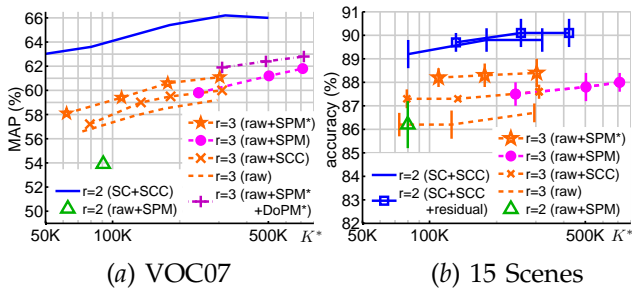 MAP (%)
66
64
62
60
58
56
54
52
50
50K 100K 500K K*
r=3 (raw+SPM*)
r=3 (raw+SPM)
r=3 (raw+SCC)
r=3 (raw)
r=3 (raw+SPM*
+DoPM*)
r=2 (SC+SCC)
r=2 (raw+SPM)
(a) VOC07
accuracy (%)
91
90
89
88
87
86
85
84
83
82
50K 100K 500K K*
r=3 (raw+SPM*)
r=3 (raw+SPM)
r=3 (raw+SCC)
r=3 (raw)
r=2 (raw+SPM)
r=2 (SC+SCC)
r=2 (SC+SCC
+residual)
(b) 15 Scenes